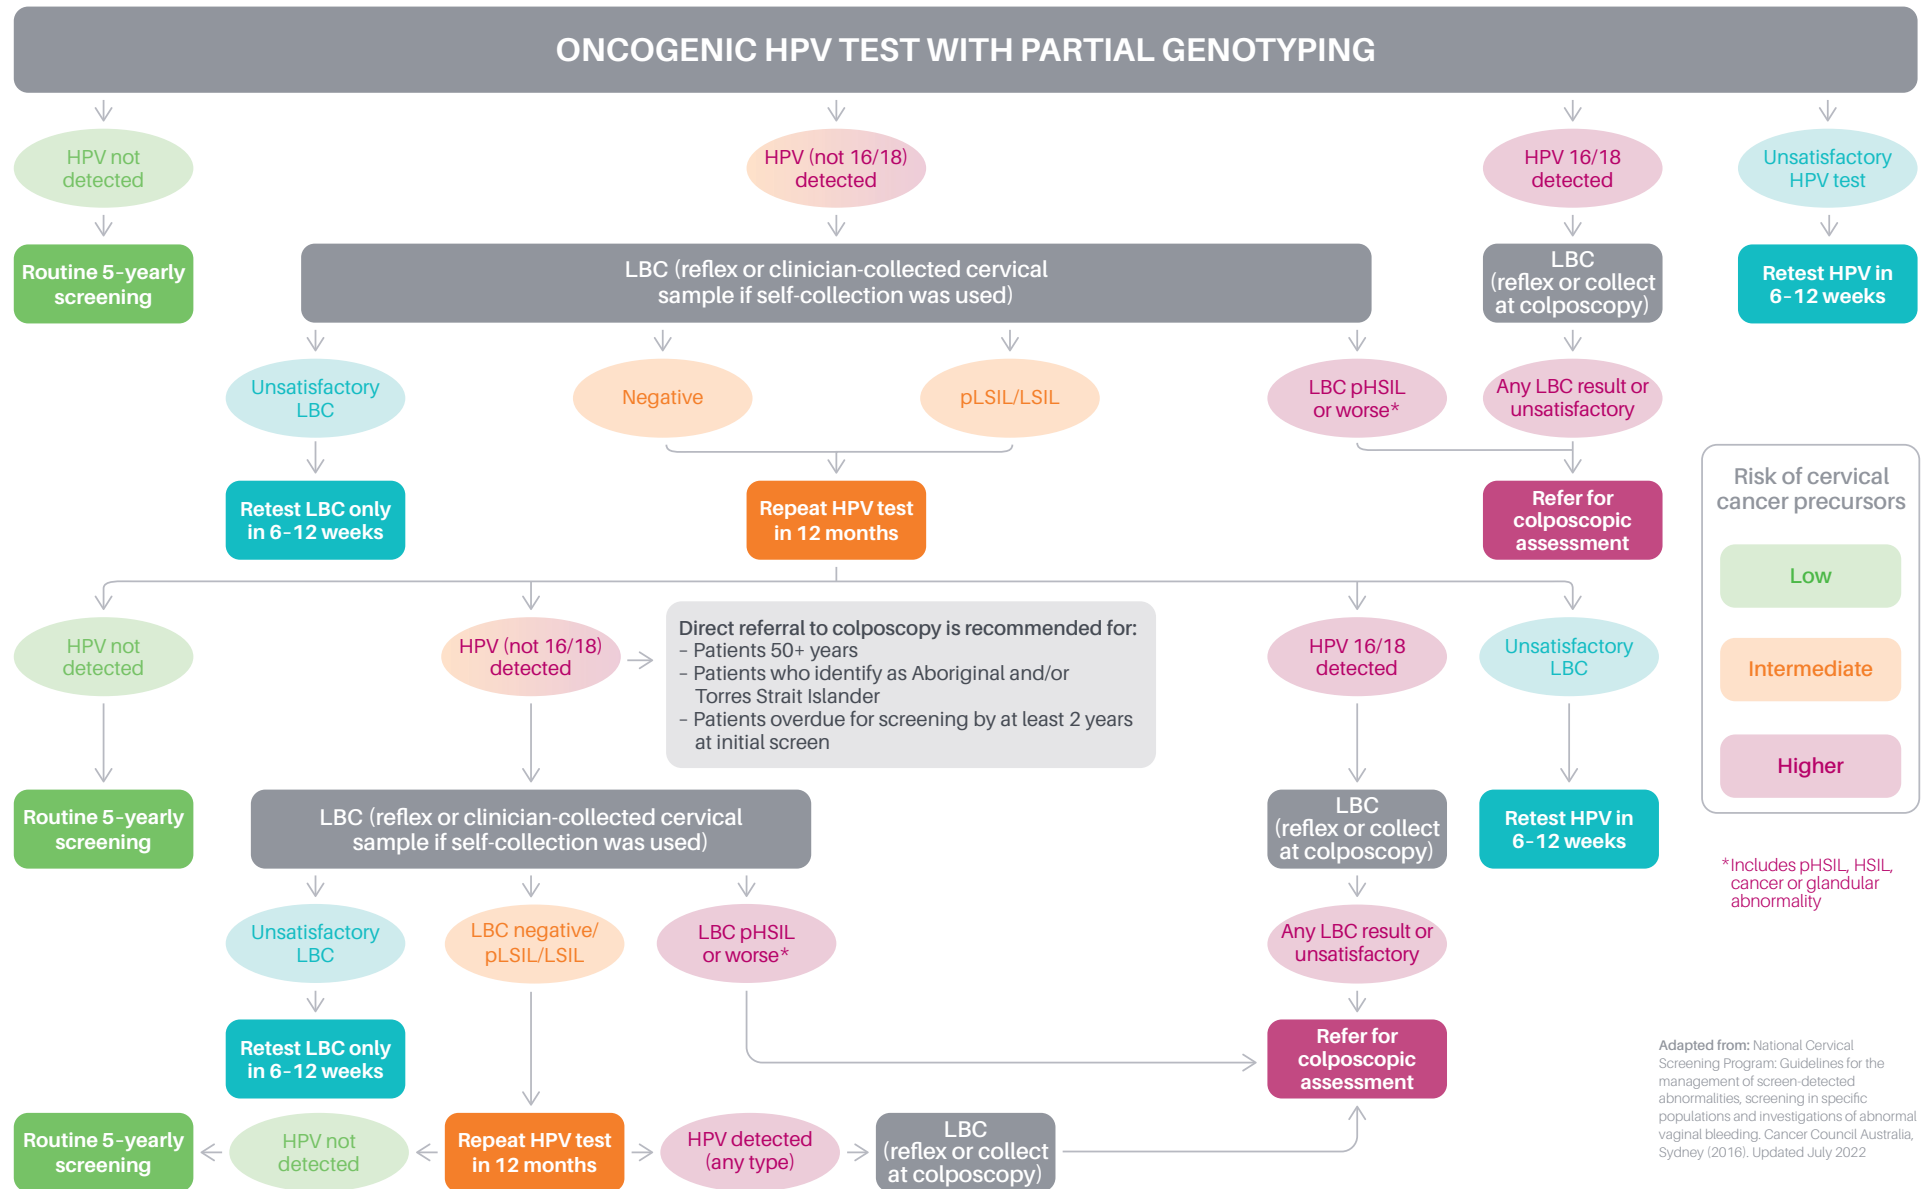 ONCOGENIC HPV TEST WITH PARTIAL GENOTYPING
HPV not
detected
HPV (not 16/18)
detected
HPV 16/18
detected
Unsatisfactory
HPV test
Routine 5-yearly
screening
LBC (reflex or clinician-collected cervical
sample if self-collection was used)
LBC
(reflex or collect
at colposcopy)
Retest HPV in
6-12 weeks
Unsatisfactory
LBC
Negative
pLSIL/LSIL
LBC pHSIL
or worse*
Any LBC result or
unsatisfactory
Retest LBC only
in 6-12 weeks
Repeat HPV test
in 12 months
Refer for
colposcopic
assessment
Risk of cervical
cancer precursors
Low
Intermediate
Higher
*Includes pHSIL, HSIL,
cancer or glandular
abnormality
HPV not
detected
HPV (not 16/18)
detected
Direct referral to colposcopy is recommended for:
- Patients 50+ years
- Patients who identify as Aboriginal and/or
Torres Strait Islander
- Patients overdue for screening by at least 2 years
at initial screen
HPV 16/18
detected
Unsatisfactory
LBC
Routine 5-yearly
screening
LBC (reflex or clinician-collected cervical
sample if self-collection was used)
LBC
(reflex or collect
at colposcopy)
Retest HPV in
6-12 weeks
Unsatisfactory
LBC
LBC negative/
pLSIL/LSIL
LBC pHSIL
or worse*
Any LBC result or
unsatisfactory
Retest LBC only
in 6-12 weeks
Refer for
colposcopic
assessment
Routine 5-yearly
screening
HPV not
detected
Repeat HPV test
in 12 months
HPV detected
(any type)
LBC
(reflex or collect
at colposcopy)
Adapted from: National Cervical
Screening Program: Guidelines for the
management of screen-detected
abnormalities, screening in specific
populations and investigations of abnormal
vaginal bleeding. Cancer Council Australia,
Sydney (2016). Updated July 2022